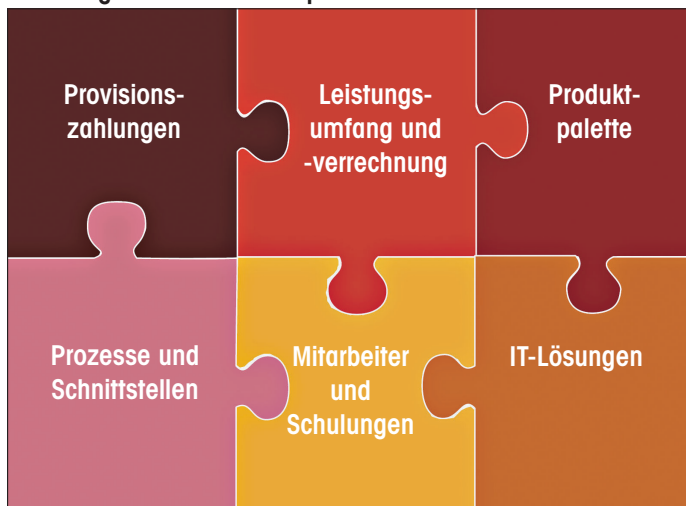 Provisions-
zahlungen
Leistungs-
umfang und
-verrechnung
Produkt-
palette
Prozesse und
Schnittstellen
Mitarbeiter
und
Schulungen
IT-Lösungen